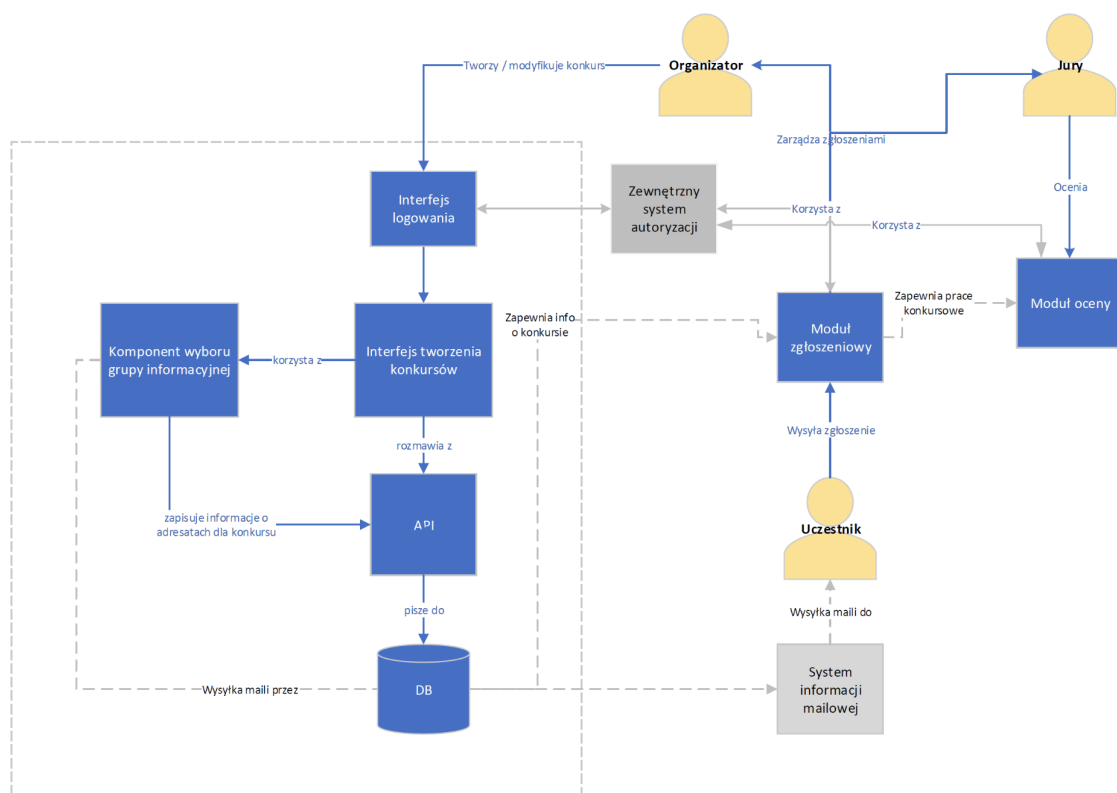 Organizator
Jury
Tworzy / modyfikuje konkurs
Zarządza zgłoszeniami
Interfejs
logowania
Zewnętrzny
system
autoryzacji
Ocenia
Korzysta z
Korzysta z
Komponent wyboru
grupy informacyjnej
korzysta z
Interfejs tworzenia
konkursów
Zapewnia info
o konkursie
Moduł
zgłoszeniowy
Zapewnia prace
konkursowe
Moduł oceny
rozmawia z
Wysyła zgłoszenie
zapisuje informacje o
adresatach dla konkursu
API
Uczestnik
pisze do
Wysyłka maili do
Wysyłka maili przez
DB
System
informacji
mailowej